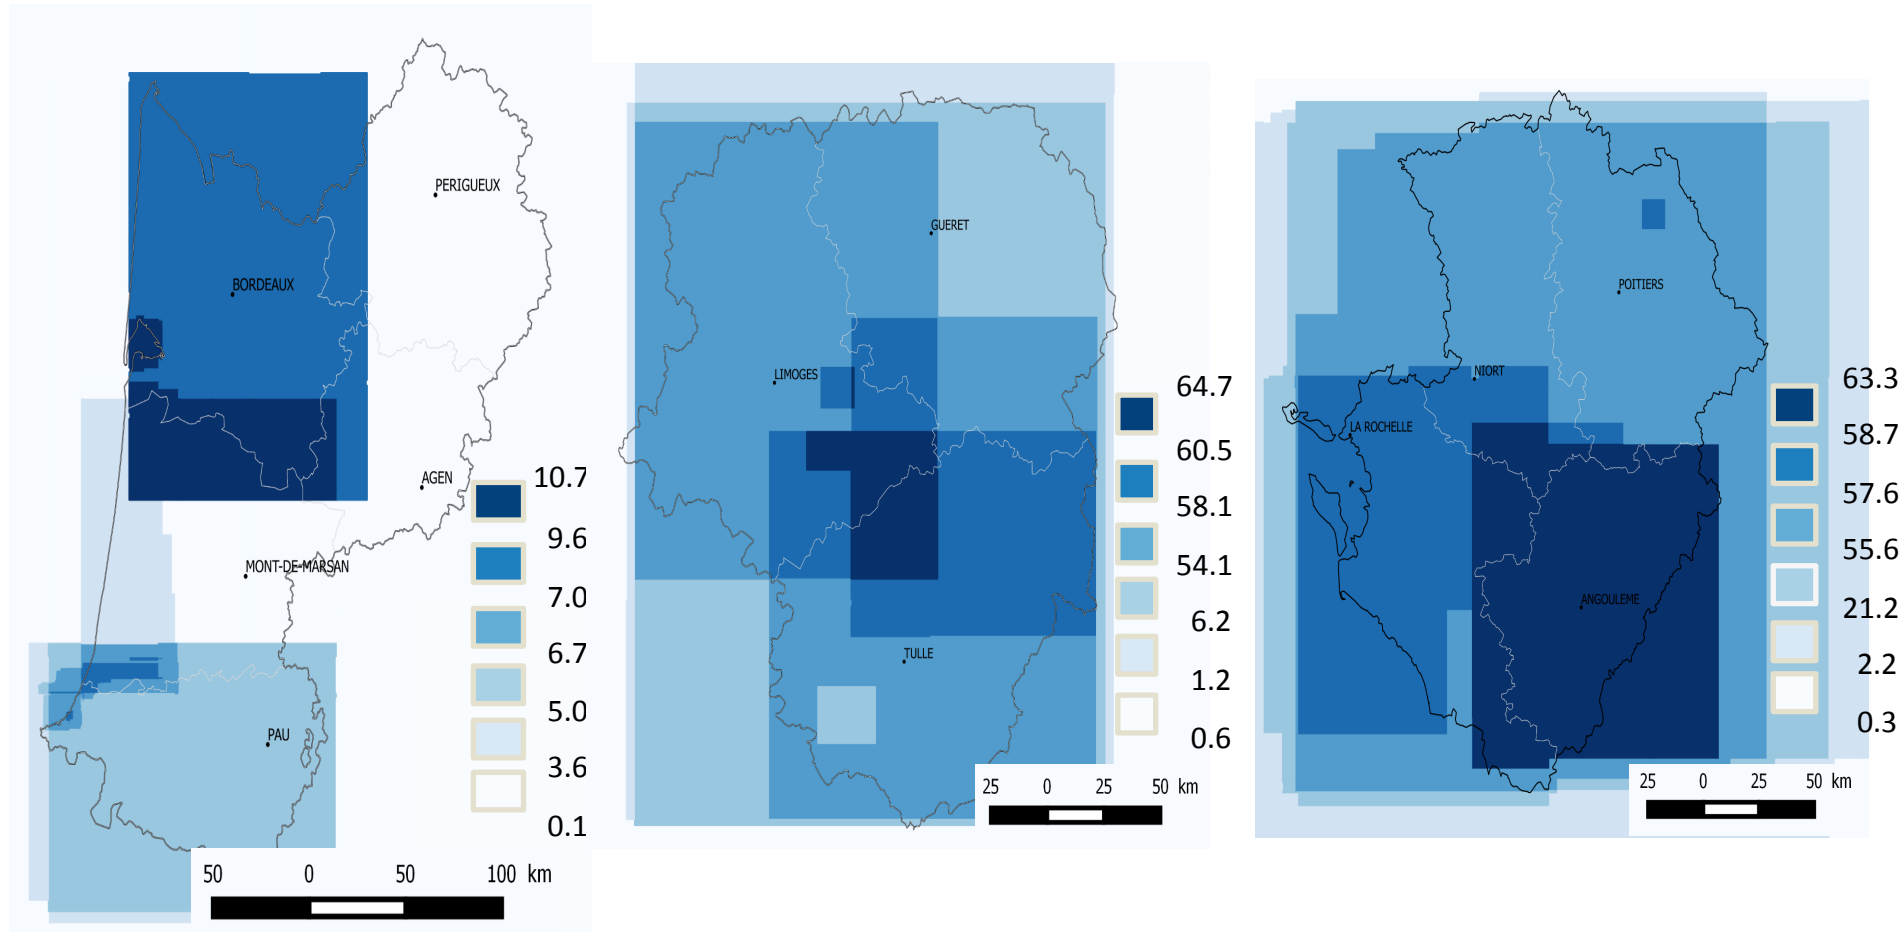 PERIGUEUX
BORDEAUX
AGEN
MONT-DE-MARSAN
PAU
10.7
9.6
7.0
6.7
5.0
3.6
0.1
50 0 50 100 km
GUERET
LIMOGES
TULLE
64.7
60.5
58.1
54.1
6.2
1.2
0.6
25 0 25 50 km
POITIERS
NIORT
LA ROCHELLE
ANGOULEME
63.3
58.7
57.6
55.6
21.2
2.2
0.3
25 0 25 50 km